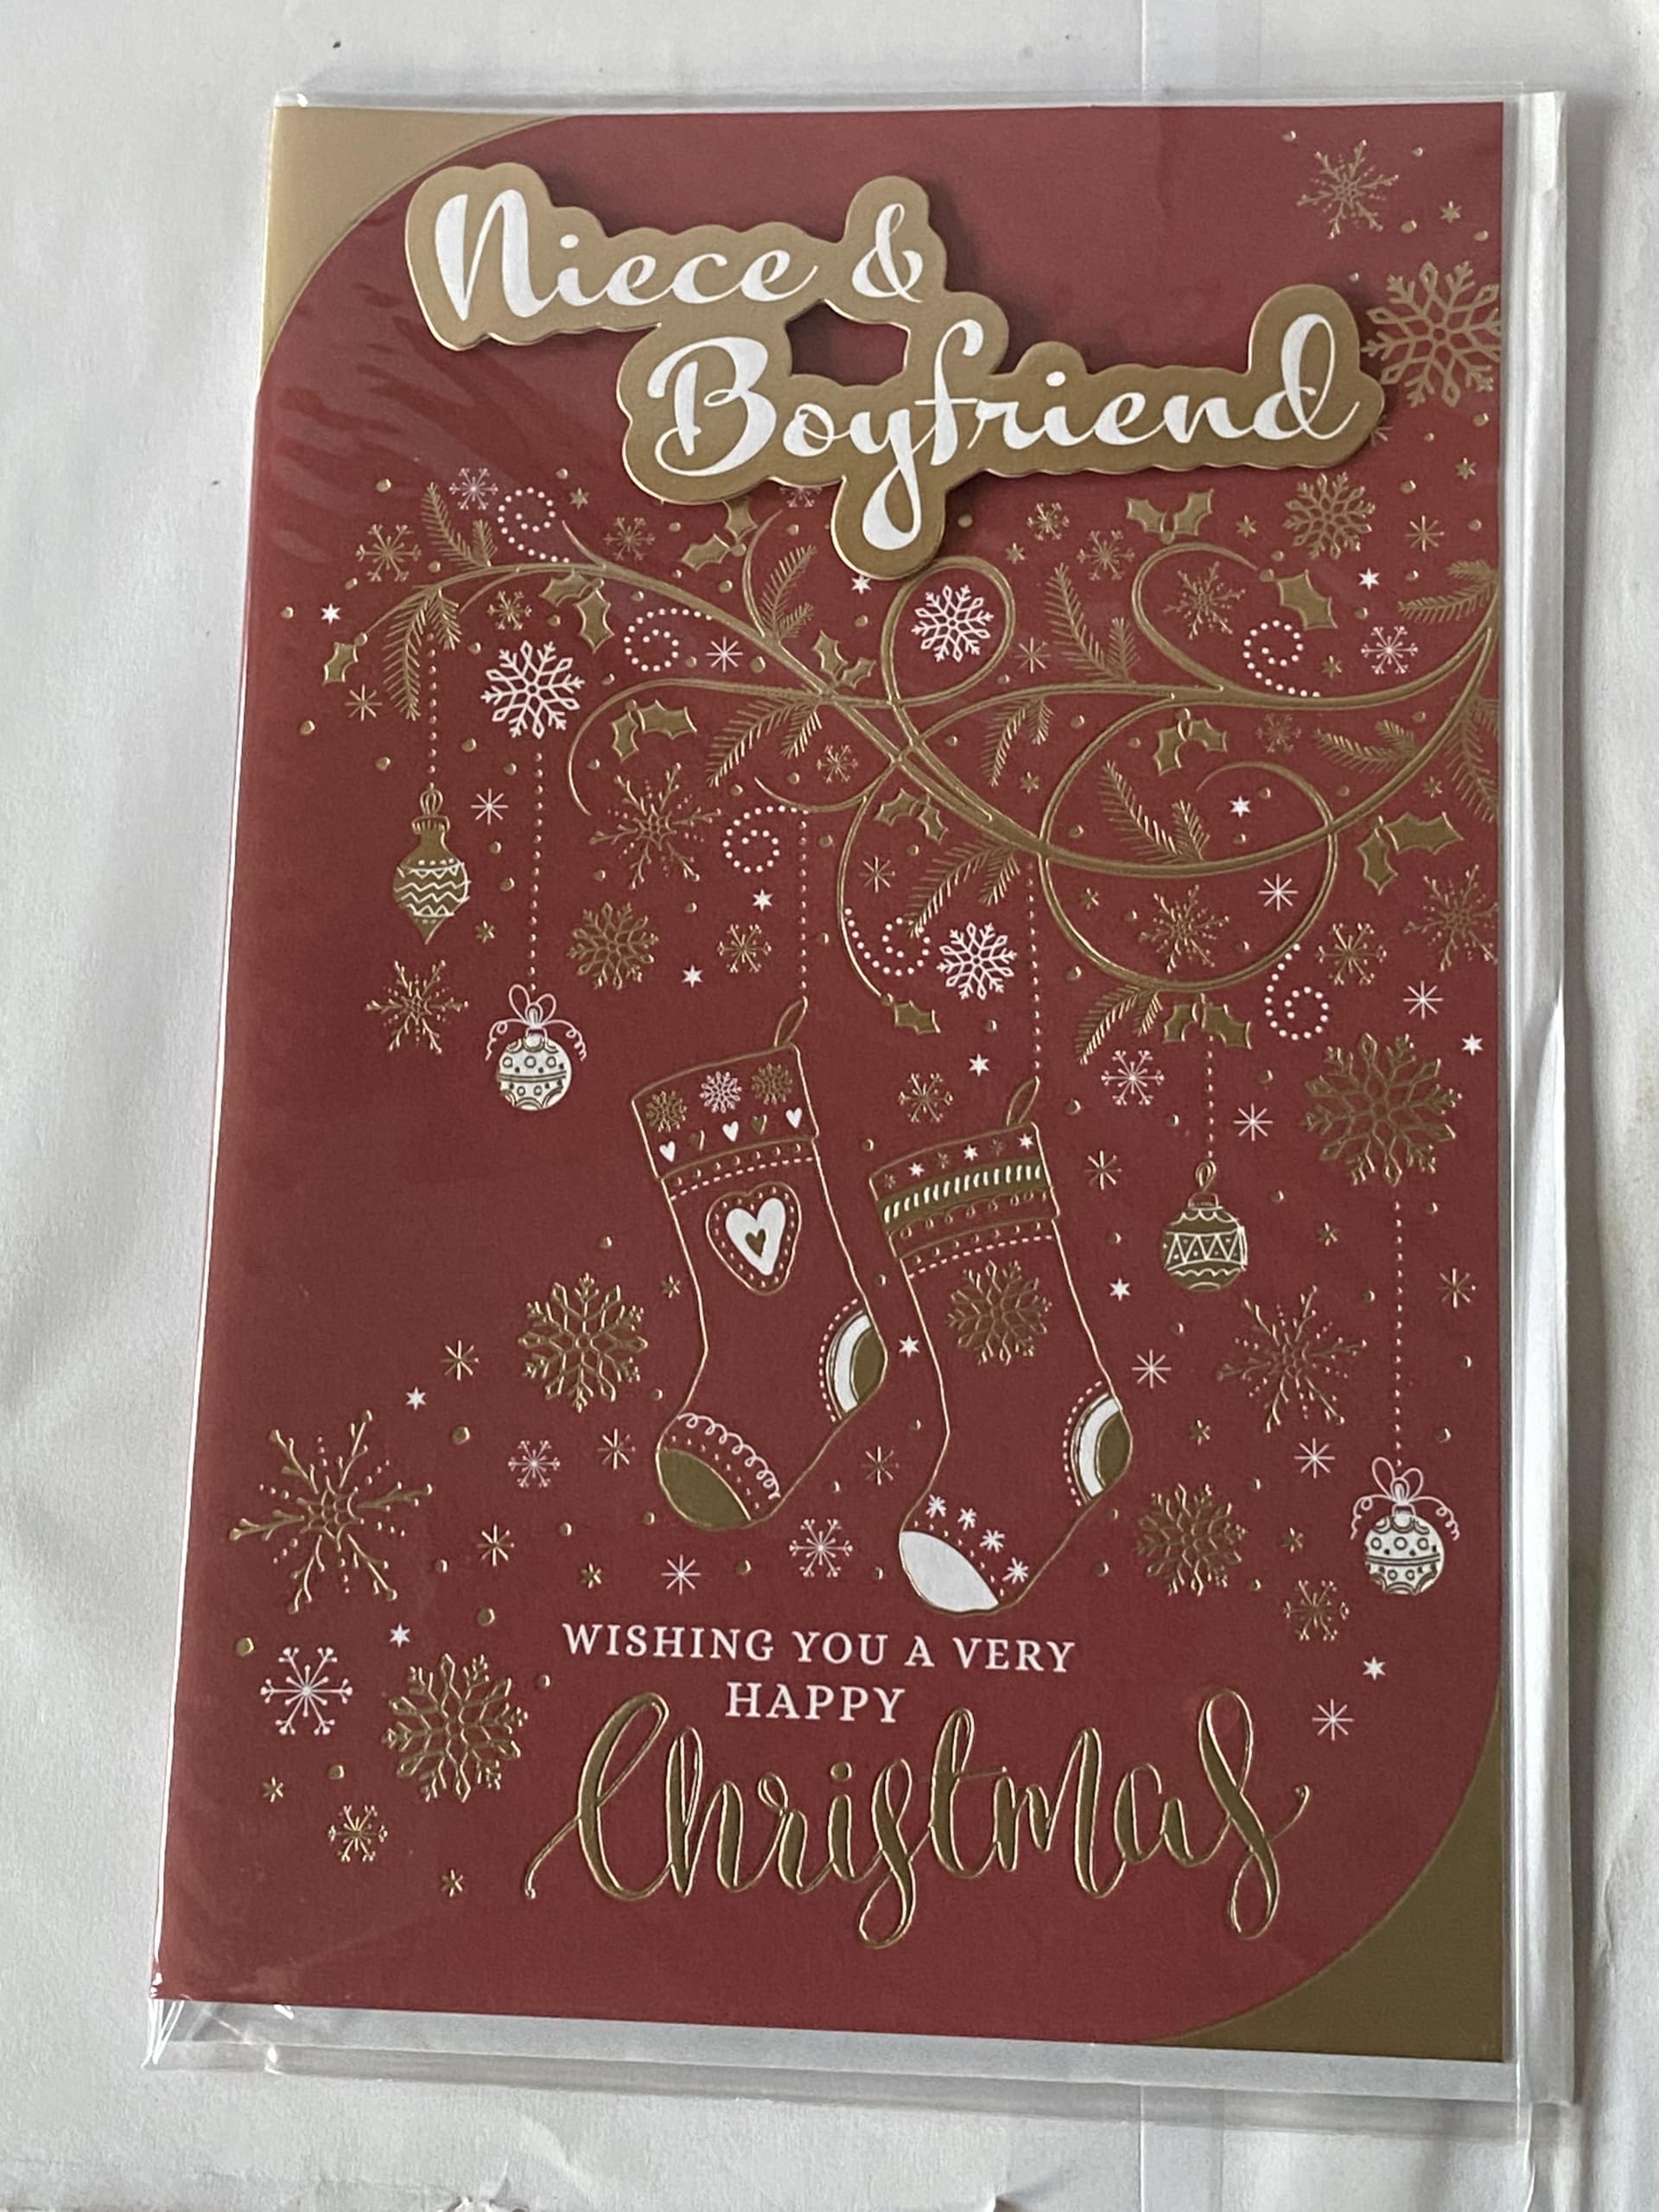 Niece &
Boyfriend
WISHING YOU A VERY
HAPPY
Christmas